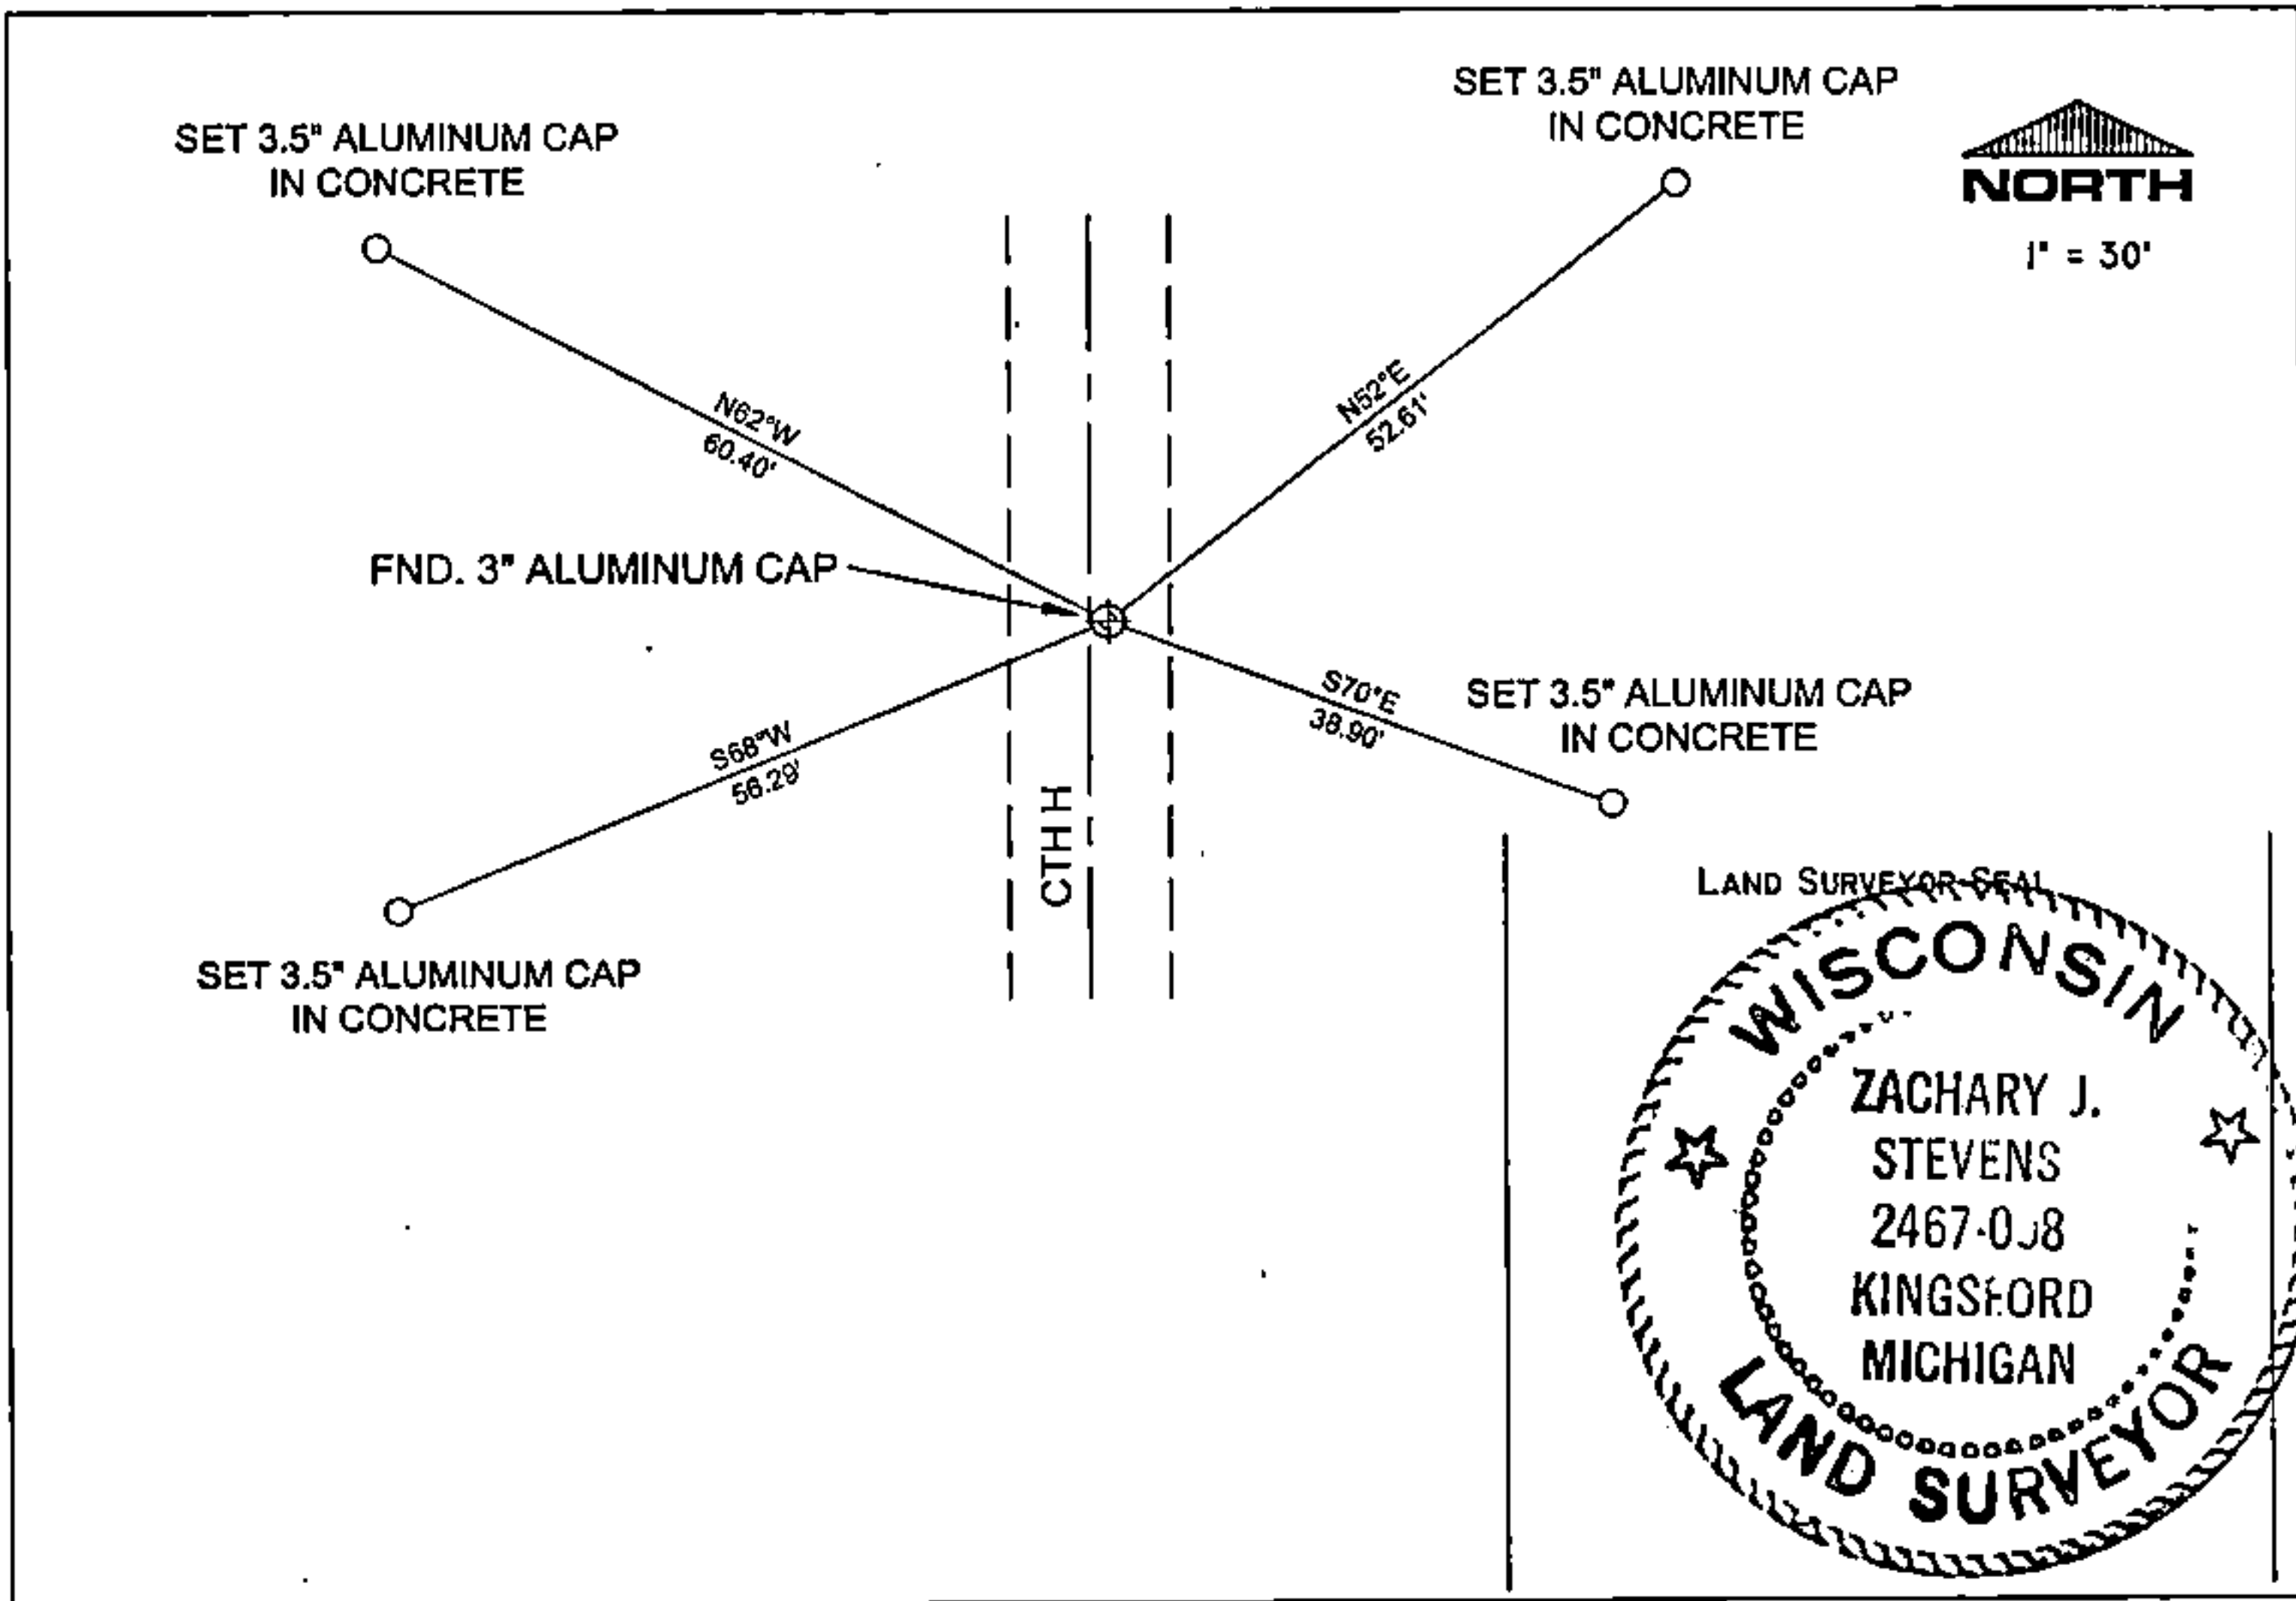 SET 3.5" ALUMINUM CAP
IN CONCRETE
SET 3.5" ALUMINUM CAP
IN CONCRETE
NORTH
1" = 30'
N62°W
60.40'
N52°E
52.61'
FND. 3" ALUMINUM CAP
S70°E
38.90'
SET 3.5" ALUMINUM CAP
IN CONCRETE
S68°W
56.29'
CTH H
SET 3.5" ALUMINUM CAP
IN CONCRETE
LAND SURVEYOR SEAL
WISCONSIN
ZACHARY J.
STEVENS
KINGSFORD
MICHIGAN
LAND SURVEYOR